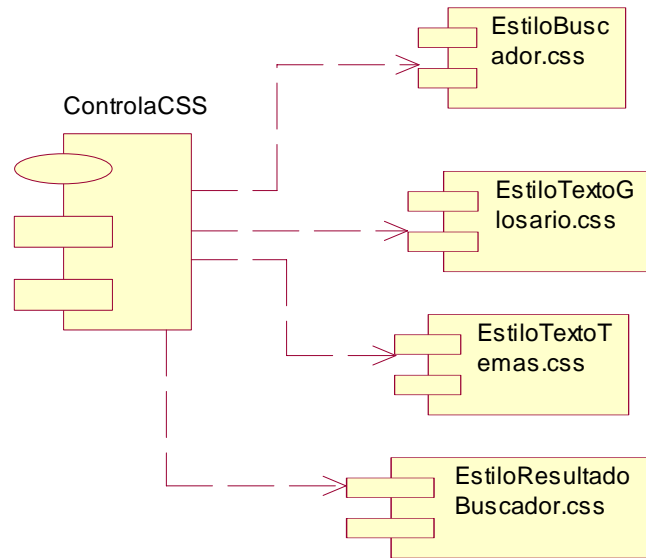 EstiloBusc
ador.css
ControlaCSS
EstiloTextoG
losario.css
EstiloTextoT
emas.css
EstiloResultado
Buscador.css